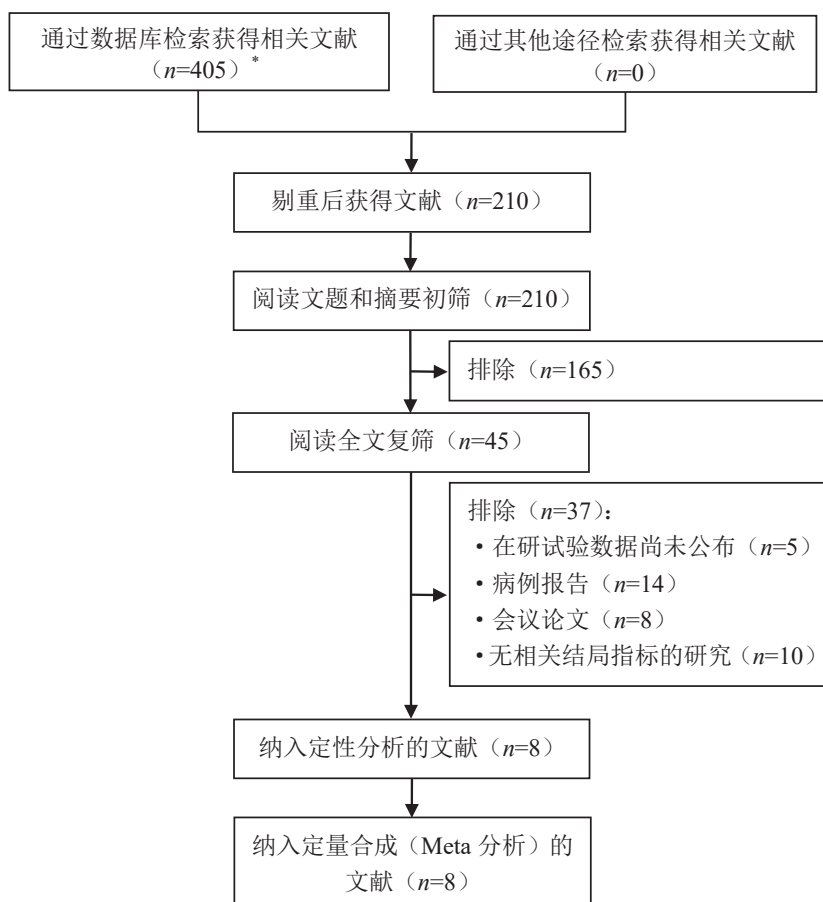 通过数据库检索获得相关文献
（n=405）*
通过其他途径检索获得相关文献
（n=0）
剔重后获得文献（n=210）
阅读文题和摘要初筛（n=210）
排除（n=165）
阅读全文复筛（n=45）
排除（n=37）：
·在研试验数据尚未公布（n=5）
·病例报告（n=14）
·会议论文（n=8）
·无相关结局指标的研究（n=10）
纳入定性分析的文献（n=8）
纳入定量合成（Meta 分析）的
文献（n=8）